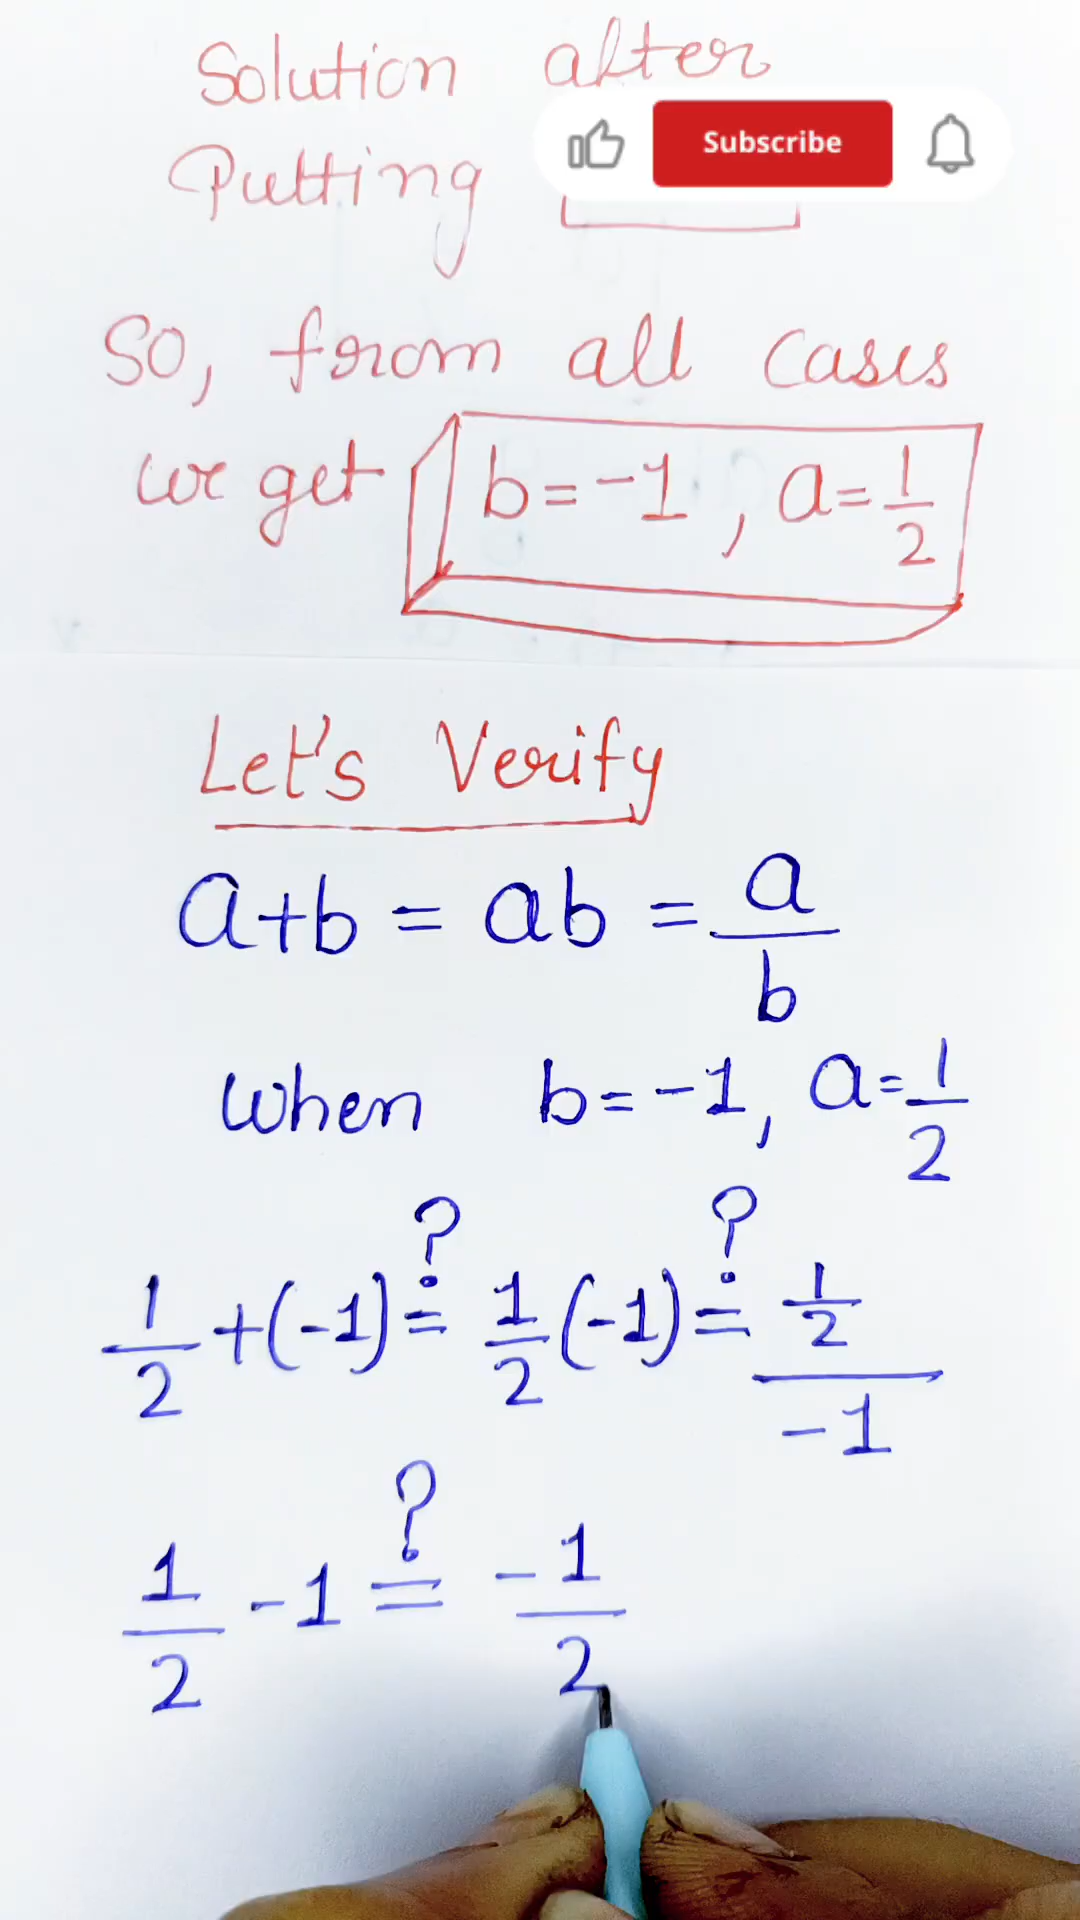 Solution after
Putting
Subscribe
So, from all cases
we get b=-1, a=1/2
Let's Verify
a+b = ab = a/b
when b=-1, a=1/2
1/2+(-1) ?= 1/2(-1) ?= 1/2/-1
1/2 -1 ?= -1/2